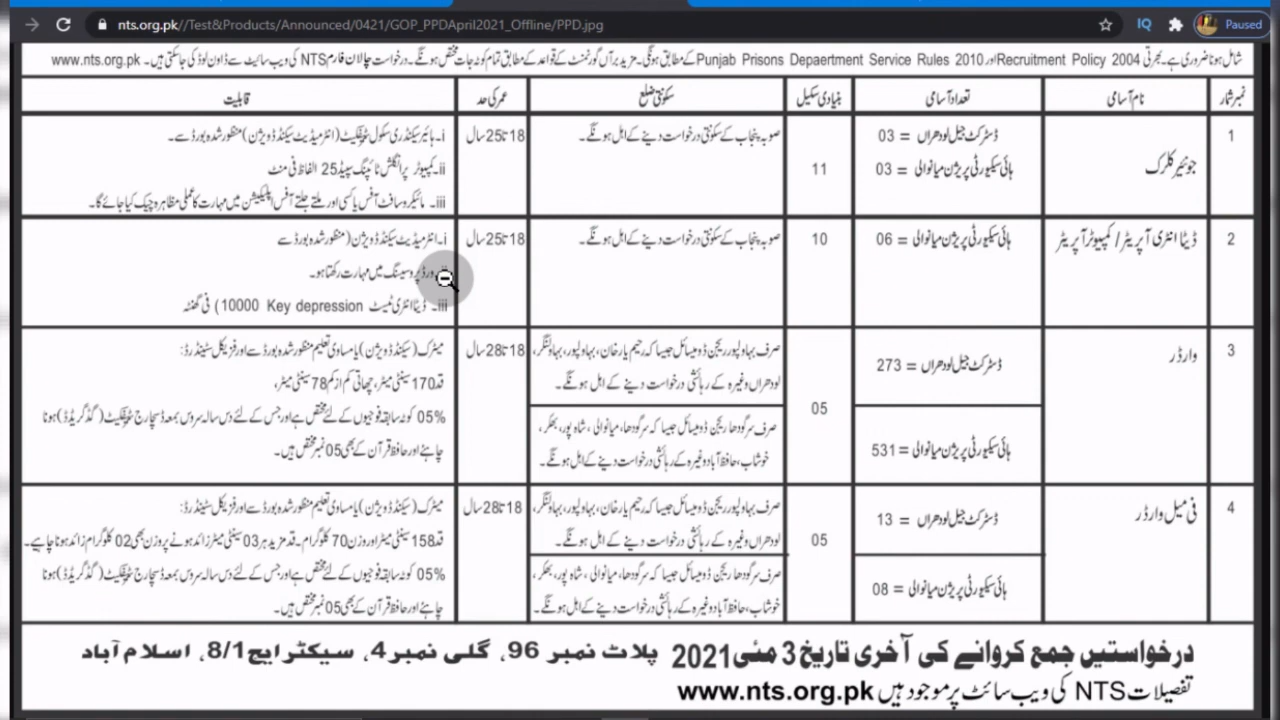 nts.org.pk//Test&Products/Announced/0421/GOP_PPDApril2021_Offline/PPD.jpg
Paused
شامل ہونا ضروری ہے۔ بھرتی Recruitment Policy 2004 اور Punjab Prisons Depaertment Service Rules 2010 کے مطابق ہوگی۔ مزید برآں گورنمنٹ کے قواعد کے مطابق تمام کوٹہ جات مختص ہونگے۔ درخواست چالان فارم NTS کی ویب سائیٹ سے ڈاون لوڈ کی جاسکتی ہیں۔ www.nts.org.pk
نمبر شمار نام آسامی تعداد آسامی بنیادی سکیل سکونتی ضلع عمر کی حد قابلیت
1 جونیئر کلرک
ڈسٹرکٹ جیل لودھراں = 03
ہائی سیکورٹی پریژن میانوالی = 03
11
صوبہ پنجاب کے سکونتی درخواست دینے کے اہل ہونگے۔
18 تا 25 سال
i۔ ہائیر سیکنڈری سکول سرٹیفکیٹ (انٹرمیڈیٹ سیکنڈ ڈویژن) منظور شدہ بورڈ سے۔
ii۔ کمپیوٹر پر انگلش ٹائپنگ سپیڈ 25 الفاظ فی منٹ
iii۔ مائیکروسافٹ آفس یا کسی اور ملتے جلتے آفس اپلیکیشن میں مہارت کا عملی مظاہرہ چیک کیا جائے گا۔
2 ڈیٹا انٹری آپریٹر / کمپیوٹر آپریٹر
ہائی سیکورٹی پریژن میانوالی = 06
10
صوبہ پنجاب کے سکونتی درخواست دینے کے اہل ہونگے۔
18 تا 25 سال
i۔ انٹرمیڈیٹ سیکنڈ ڈویژن (منظور شدہ بورڈ سے
ورڈ پروسیسنگ میں مہارت رکھتا ہو۔
iii۔ ڈیٹا انٹری ٹیسٹ 10000 Key depression) فی گھنٹہ
3 وارڈر
ڈسٹرکٹ جیل لودھراں = 273
ہائی سیکورٹی پریژن میانوالی = 531
05
صرف بہاولپور ریجن ڈومیسائل جیسا کہ رحیم یار خان، بہاولپور، بہاولنگر،
لودھراں وغیرہ کے رہائشی درخواست دینے کے اہل ہونگے۔
صرف سرگودھا ریجن ڈومیسائل جیسا کہ سرگودھا، میانوالی، شاہ پور، بھکر،
خوشاب، حافظ آباد وغیرہ کے رہائشی درخواست دینے کے اہل ہونگے۔
18 تا 28 سال
میٹرک (سیکنڈ ڈویژن) یا مساوی تعلیم منظور شدہ بورڈ سے اور فزیکل سٹینڈرڈ:
قد 170 سینٹی میٹر، چھاتی کم از کم 78 سینٹی میٹر،
05% کوٹہ سابقہ فوجیوں کے لئے مختص ہے اور جس کے لئے دس سالہ سروس بمعہ ڈسچارج سرٹیفکیٹ (گڈ گریڈڈ) ہونا
چاہئے اور حافظ قرآن کے بھی 05 نمبر مختص ہیں۔
4 فی میل وارڈر
ڈسٹرکٹ جیل لودھراں = 13
ہائی سیکورٹی پریژن میانوالی = 08
05
صرف بہاولپور ریجن ڈومیسائل جیسا کہ رحیم یار خان، بہاولپور، بہاولنگر،
لودھراں وغیرہ کے رہائشی درخواست دینے کے اہل ہونگے۔
صرف سرگودھا ریجن ڈومیسائل جیسا کہ سرگودھا، میانوالی، شاہ پور، بھکر،
خوشاب، حافظ آباد وغیرہ کے رہائشی درخواست دینے کے اہل ہونگے۔
18 تا 28 سال
میٹرک (سیکنڈ ڈویژن) یا مساوی تعلیم منظور شدہ بورڈ سے اور فزیکل سٹینڈرڈ:
قد 158 سینٹی میٹر اور وزن 70 کلوگرام۔ قد مزید ہر 03 سینٹی میٹر زائد ہونے پر وزن بھی 02 کلوگرام زائد ہونا چاہیے۔
05% کوٹہ سابقہ فوجیوں کے لئے مختص ہے اور جس کے لئے دس سالہ سروس بمعہ ڈسچارج سرٹیفکیٹ (گڈ گریڈڈ) ہونا
چاہئے اور حافظ قرآن کے بھی 05 نمبر مختص ہیں۔
درخواستیں جمع کروانے کی آخری تاریخ 3 مئی 2021 پلاٹ نمبر 96، گلی نمبر 4، سیکٹر ایچ 8/1، اسلام آباد
تفصیلات NTS کی ویب سائٹ پر موجود ہیں www.nts.org.pk